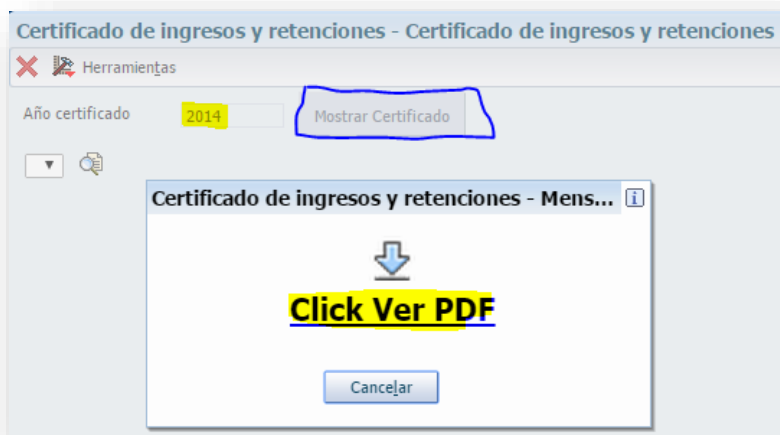 Certificado de ingresos y retenciones - Certificado de ingresos y retenciones
Herramientas
Año certificado 2014 Mostrar Certificado
Certificado de ingresos y retenciones - Mens...
Click Ver PDF
Cancelar